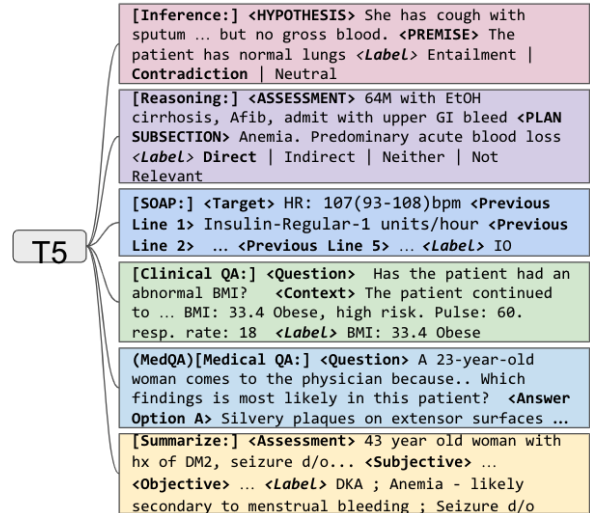 T5
[Inference:] <HYPOTHESIS> She has cough with
sputum … but no gross blood. <PREMISE> The
patient has normal lungs <Label> Entailment |
Contradiction | Neutral
[Reasoning:] <ASSESSMENT> 64M with EtOH
cirrhosis, Afib, admit with upper GI bleed <PLAN
SUBSECTION> Anemia. Predominary acute blood loss
<Label> Direct | Indirect | Neither | Not
Relevant
[SOAP:] <Target> HR: 107(93-108)bpm <Previous
Line 1> Insulin-Regular-1 units/hour <Previous
Line 2> … <Previous Line 5> … <Label> IO
[Clinical QA:] <Question> Has the patient had an
abnormal BMI? <Context> The patient continued
to … BMI: 33.4 Obese, high risk. Pulse: 60.
resp. rate: 18 <Label> BMI: 33.4 Obese
(MedQA)[Medical QA:] <Question> A 23-year-old
woman comes to the physician because.. Which
findings is most likely in this patient? <Answer
Option A> Silvery plaques on extensor surfaces …
[Summarize:] <Assessment> 43 year old woman with
hx of DM2, seizure d/o... <Subjective> …
<Objective> … <Label> DKA ; Anemia - likely
secondary to menstrual bleeding ; Seizure d/o